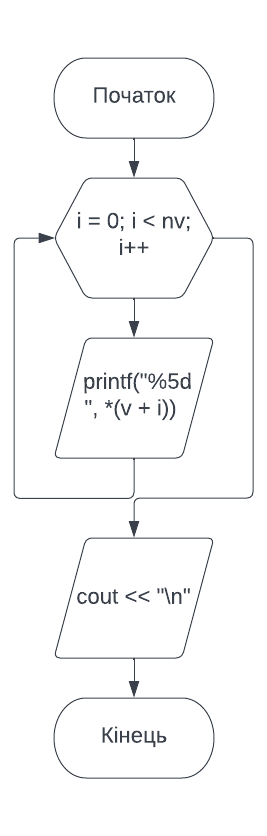 Початок
i = 0; i < nv;
i++
printf("%5d
", *(v + i))
cout << "\n"
Кінець